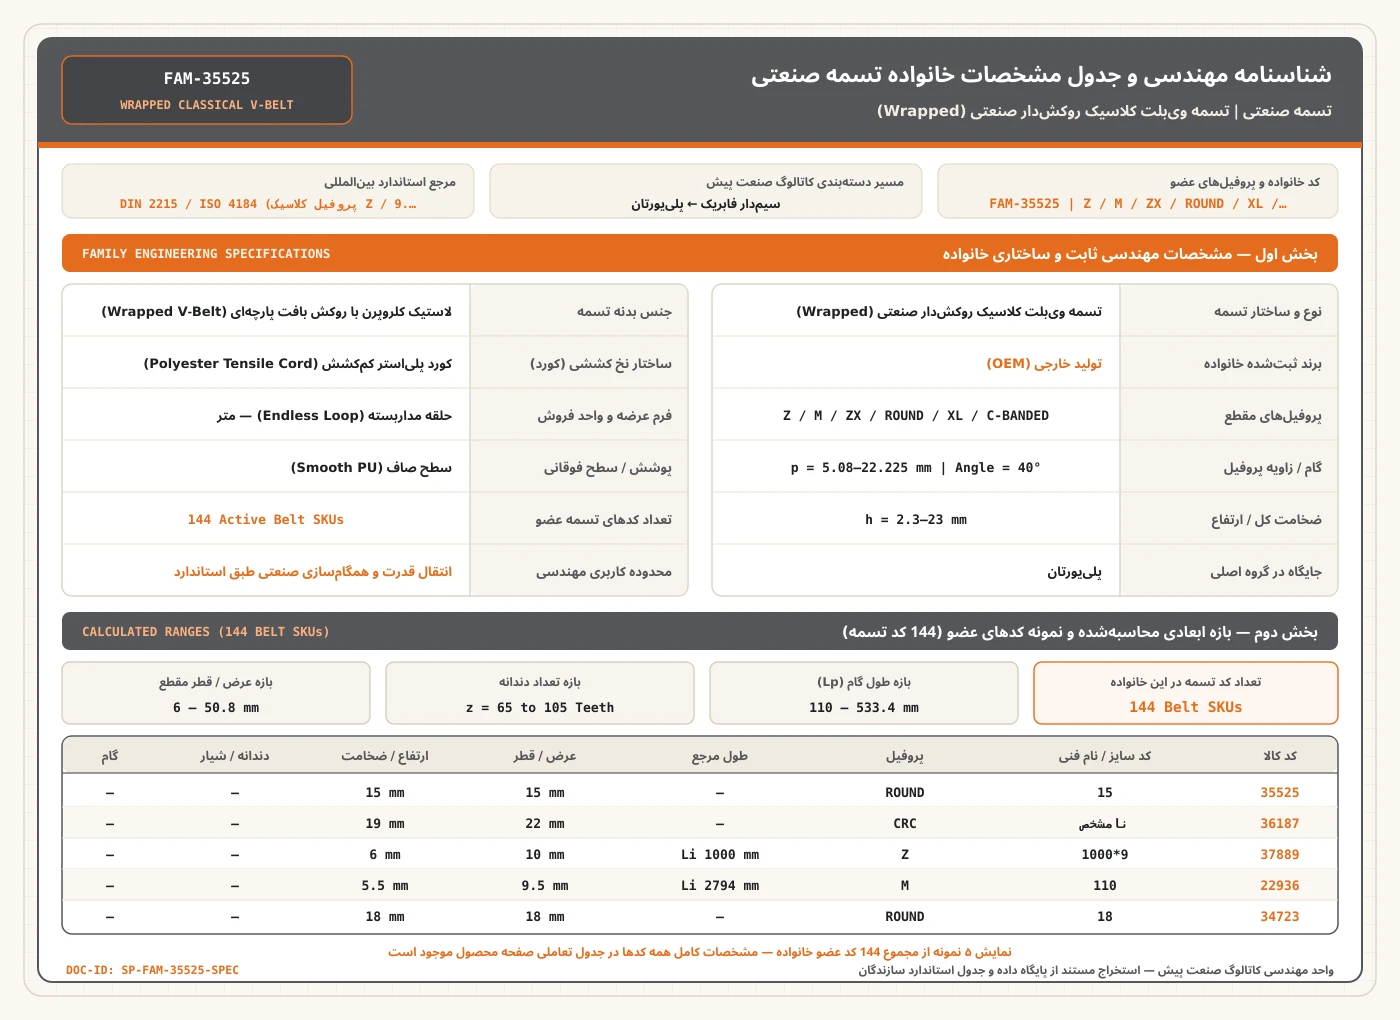 شناسنامه مهندسی و جدول مشخصات خانواده تسمه صنعتی
تسمه صنعتی | تسمه وی‌بلت کلاسیک روکش‌دار صنعتی (Wrapped)
FAM-35525
WRAPPED CLASSICAL V-BELT
کد خانواده و پروفیل‌های عضو
FAM-35525 | Z / M / ZX / ROUND / XL /…
مسیر دسته‌بندی کاتالوگ صنعت پیش
سیم‌دار فابریک ← پلی‌یورتان
مرجع استاندارد بین‌المللی
DIN 2215 / ISO 4184 (پروفیل کلاسیک Z / 9.…
بخش اول — مشخصات مهندسی ثابت و ساختاری خانواده
FAMILY ENGINEERING SPECIFICATIONS
نوع و ساختار تسمه
تسمه وی‌بلت کلاسیک روکش‌دار صنعتی (Wrapped)
جنس بدنه تسمه
لاستیک کلروپرن با روکش بافت پارچه‌ای (Wrapped V-Belt)
برند ثبت‌شده خانواده
تولید خارجی (OEM)
ساختار نخ کششی (کورد)
کورد پلی‌استر کم‌کشش (Polyester Tensile Cord)
پروفیل‌های مقطع
Z / M / ZX / ROUND / XL / C-BANDED
فرم عرضه و واحد فروش
حلقه مداربسته (Endless Loop) — متر
گام / زاویه پروفیل
p = 5.08–22.225 mm | Angle = 40°
پوشش / سطح فوقانی
سطح صاف (Smooth PU)
ضخامت کل / ارتفاع
h = 2.3–23 mm
تعداد کدهای تسمه عضو
144 Active Belt SKUs
جایگاه در گروه اصلی
پلی‌یورتان
محدوده کاربری مهندسی
انتقال قدرت و همگام‌سازی صنعتی طبق استاندارد
بخش دوم — بازه ابعادی محاسبه‌شده و نمونه کدهای عضو (144 کد تسمه)
CALCULATED RANGES (144 BELT SKUs)
تعداد کد تسمه در این خانواده
144 Belt SKUs
بازه طول گام (Lp)
110 – 533.4 mm
بازه تعداد دندانه
z = 65 to 105 Teeth
بازه عرض / قطر مقطع
6 – 50.8 mm
کد کالا کد سایز / نام فنی پروفیل طول مرجع عرض / قطر ارتفاع / ضخامت دندانه / شیار گام
35525 15 ROUND — 15 mm 15 mm — —
36187 نامشخص CRC — 22 mm 19 mm — —
37889 1000*9 Z Li 1000 mm 10 mm 6 mm — —
22936 110 M Li 2794 mm 9.5 mm 5.5 mm — —
34723 18 ROUND — 18 mm 18 mm — —
نمایش ۵ نمونه از مجموع 144 کد عضو خانواده — مشخصات کامل همه کدها در جدول تعاملی صفحه محصول موجود است
واحد مهندسی کاتالوگ صنعت پیش — استخراج مستند از پایگاه داده و جدول استاندارد سازندگان
DOC-ID: SP-FAM-35525-SPEC